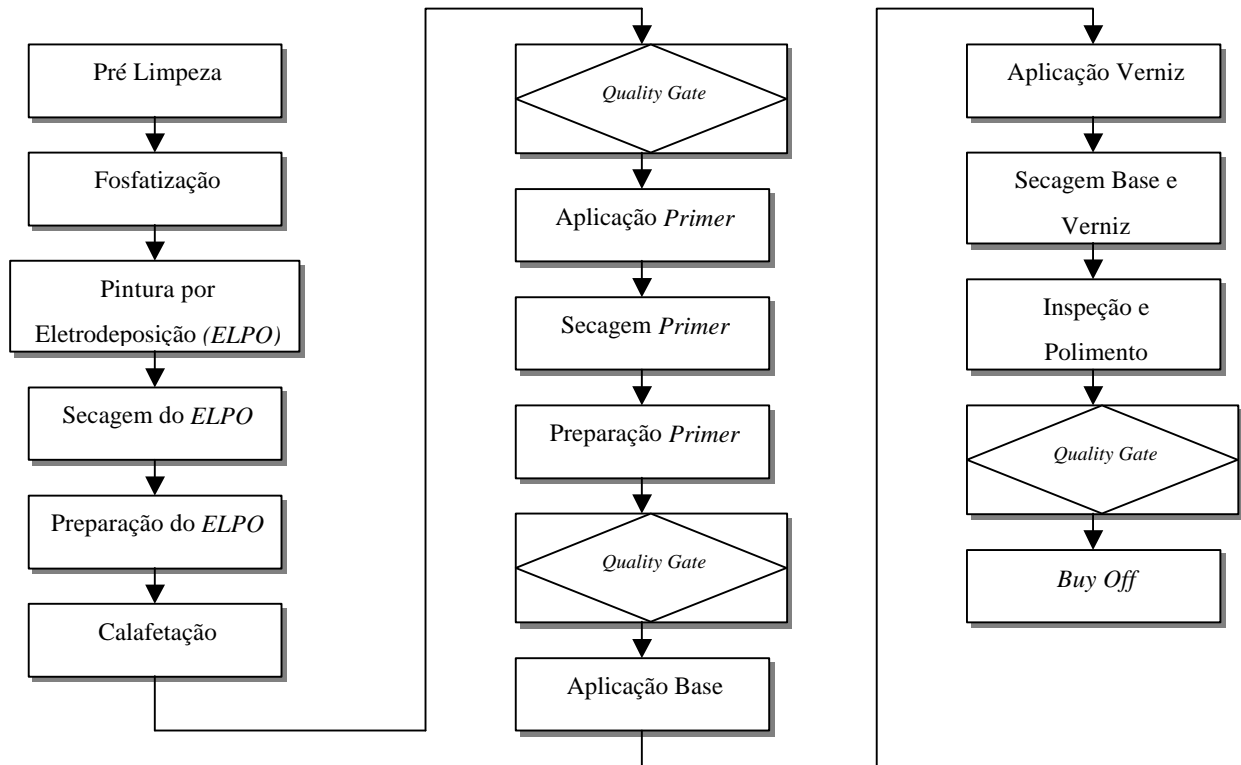 Pré Limpeza
Fosfatização
Pintura por
Eletrodeposição (ELPO)
Secagem do ELPO
Preparação do ELPO
Calafetação
Quality Gate
Aplicação Primer
Secagem Primer
Preparação Primer
Quality Gate
Aplicação Base
Aplicação Verniz
Secagem Base e
Verniz
Inspeção e
Polimento
Quality Gate
Buy Off